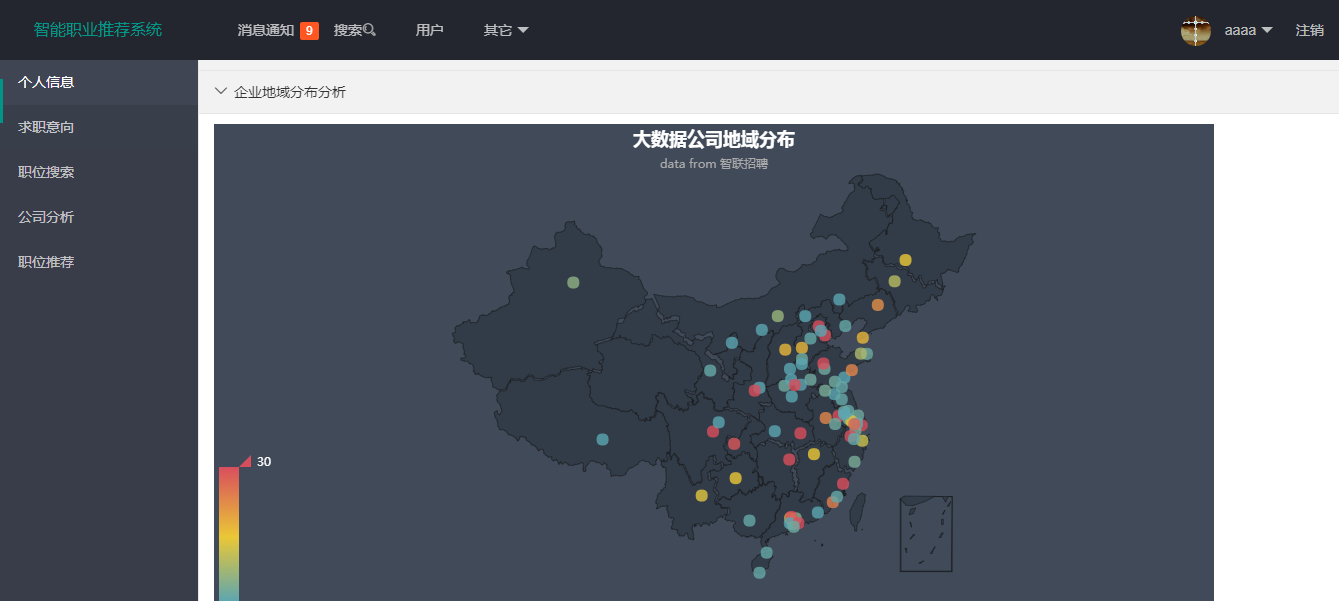 智能职业推荐系统
消息通知 9 搜索 用户 其它
aaaa 注销
个人信息
求职意向
职位搜索
公司分析
职位推荐
企业地域分布分析
大数据公司地域分布
data from 智联招聘
30